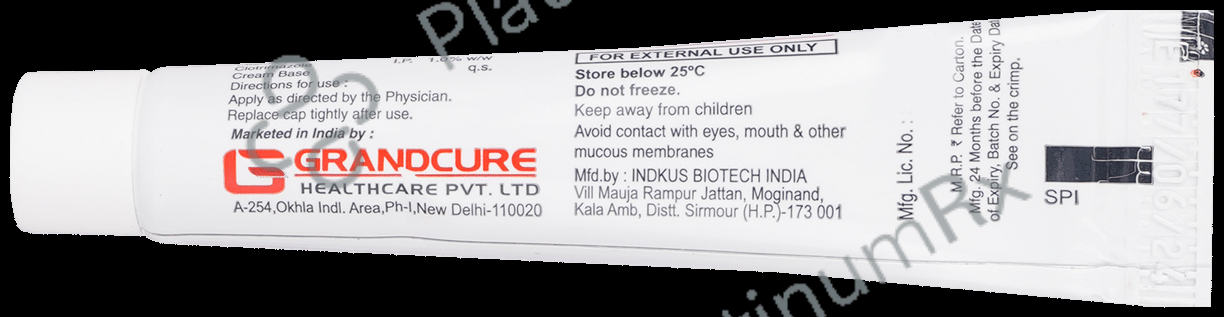 Clotrimazole I.P. 1.0% w/w
Cream Base q.s.
Directions for use :
Apply as directed by the Physician.
Replace cap tightly after use.
Marketed in India by :
GRANDCURE
HEALTHCARE PVT. LTD
A-254,Okhla Indl. Area,Ph-I,New Delhi-110020
FOR EXTERNAL USE ONLY
Store below 25ºC
Do not freeze.
Keep away from children
Avoid contact with eyes, mouth & other
mucous membranes
Mfd.by : INDKUS BIOTECH INDIA
Vill Mauja Rampur Jattan, Moginand,
Kala Amb, Distt. Sirmour (H.P.)-173 001
Mfg. Lic. No. :
M.R.P. ₹ Refer to Carton.
Mfg. 24 Months before the Date
of Expiry, Batch No. & Expiry Date
See on the crimp.
SPI